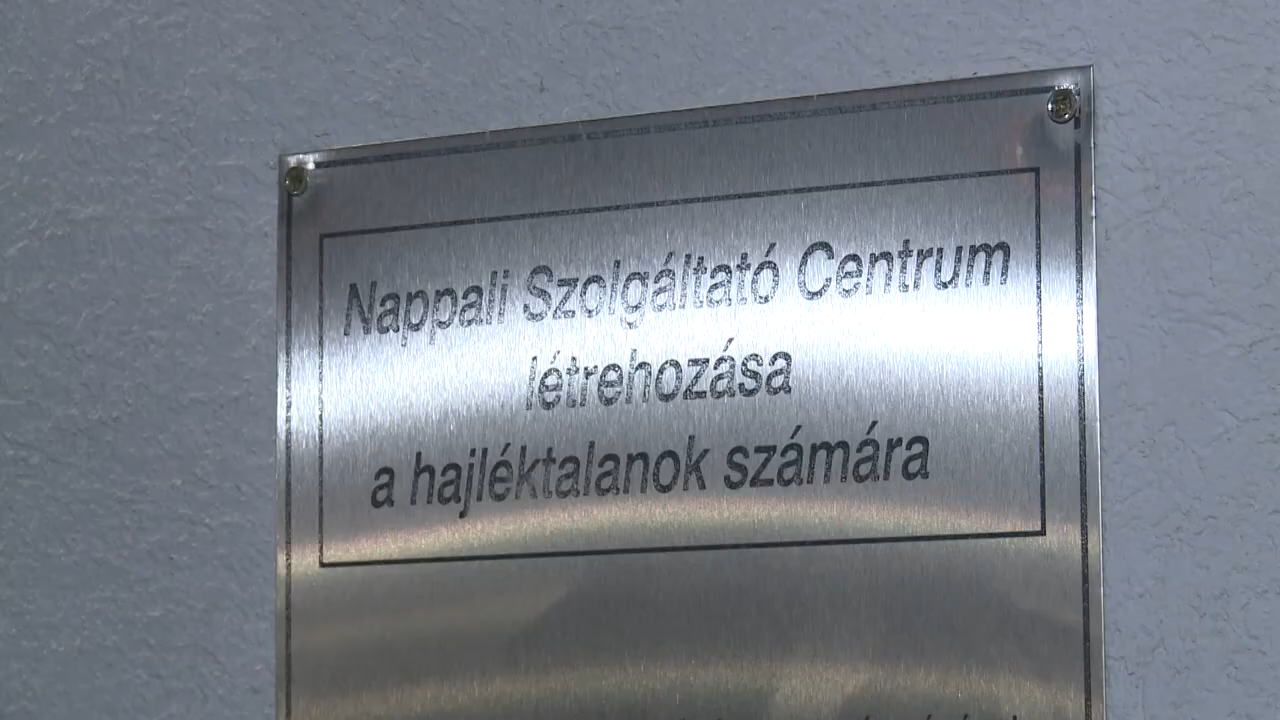 Nappali Szolgáltató Centrum
létrehozása
a hajléktalanok számára